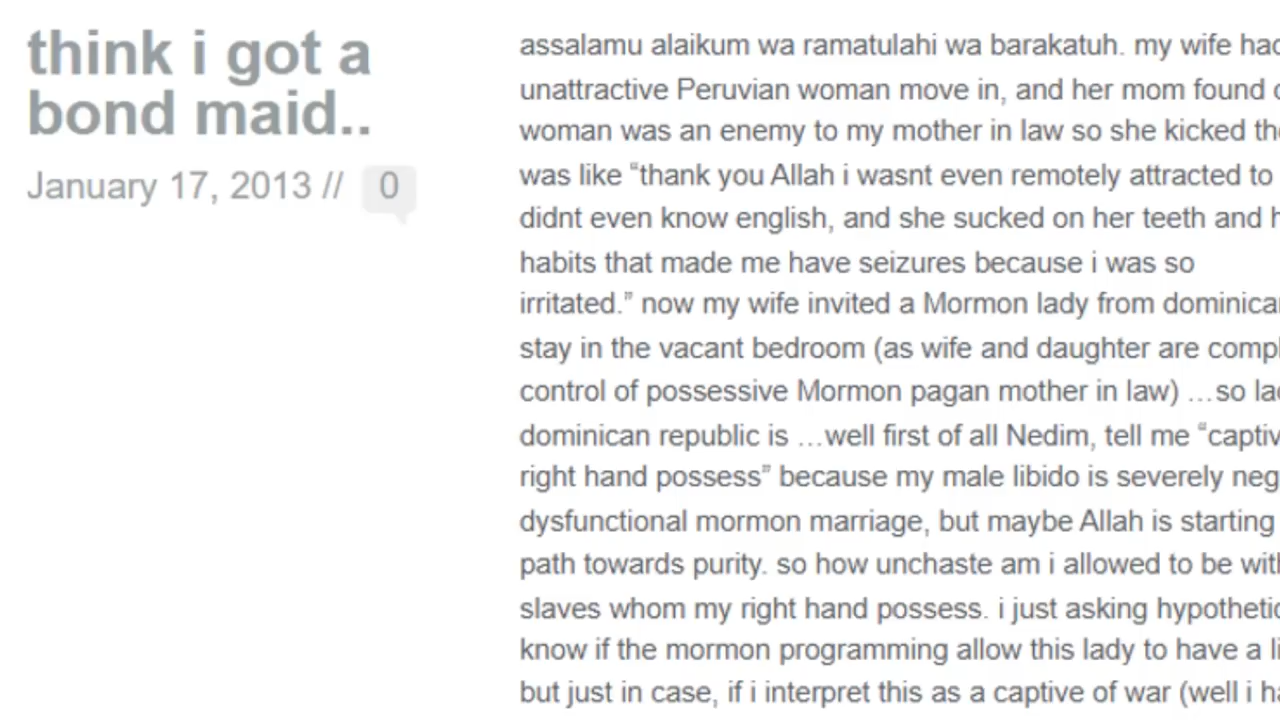 think i got a
bond maid..
January 17, 2013 // 0
assalamu alaikum wa ramatulahi wa barakatuh. my wife had
unattractive Peruvian woman move in, and her mom found
woman was an enemy to my mother in law so she kicked
was like “thank you Allah i wasnt even remotely attracted to
didnt even know english, and she sucked on her teeth and
habits that made me have seizures because i was so
irritated.” now my wife invited a Mormon lady from
stay in the vacant bedroom (as wife and daughter are
control of possessive Mormon pagan mother in law) …so
dominican republic is …well first of all Nedim, tell me
right hand possess” because my male libido is severely
dysfunctional mormon marriage, but maybe Allah is starting
path towards purity. so how unchaste am i allowed to be
slaves whom my right hand possess. i just asking
know if the mormon programming allow this lady to have a
but just in case, if i interpret this as a captive of war (well i